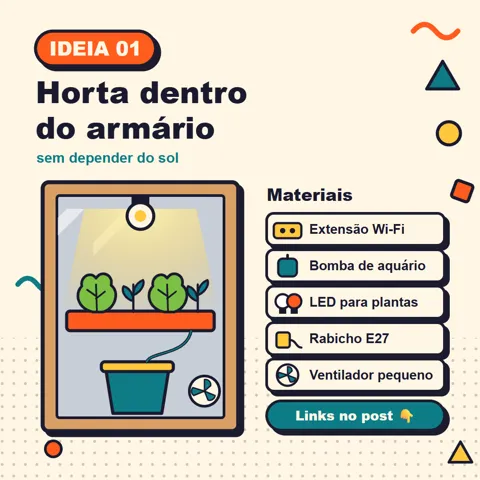 IDEIA 01
Horta dentro
do armário
sem depender do sol
Materiais
Extensão Wi-Fi
Bomba de aquário
LED para plantas
Rabicho E27
Ventilador pequeno
Links no post 👇